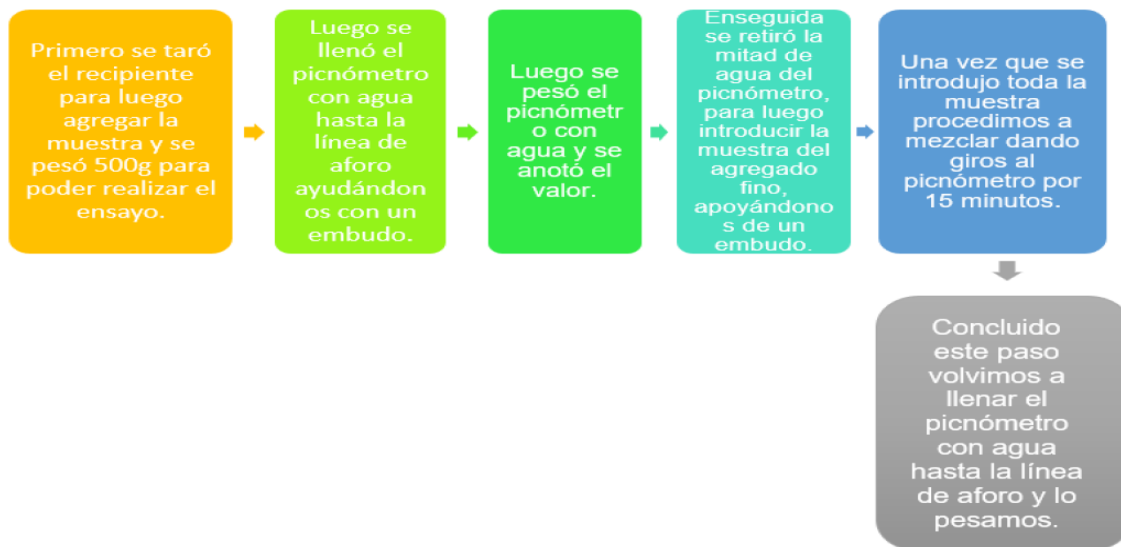 Primero se taró
el recipiente
para luego
agregar la
muestra y se
pesó 500g para
poder realizar el
ensayo.
Luego se
llenó el
picnómetro
con agua
hasta la
línea de
aforo
ayudándon
os con un
embudo.
Luego se
pesó el
picnómetr
o con
agua y se
anotó el
valor.
Enseguida
se retiró la
mitad de
agua del
picnómetro,
para luego
introducir la
muestra del
agregado
fino,
apoyándono
s de un
embudo.
Una vez que se
introdujo toda la
muestra
procedimos a
mezclar dando
giros al
picnómetro por
15 minutos.
Concluido
este paso
volvimos a
llenar el
picnómetro
con agua
hasta la línea
de aforo y lo
pesamos.